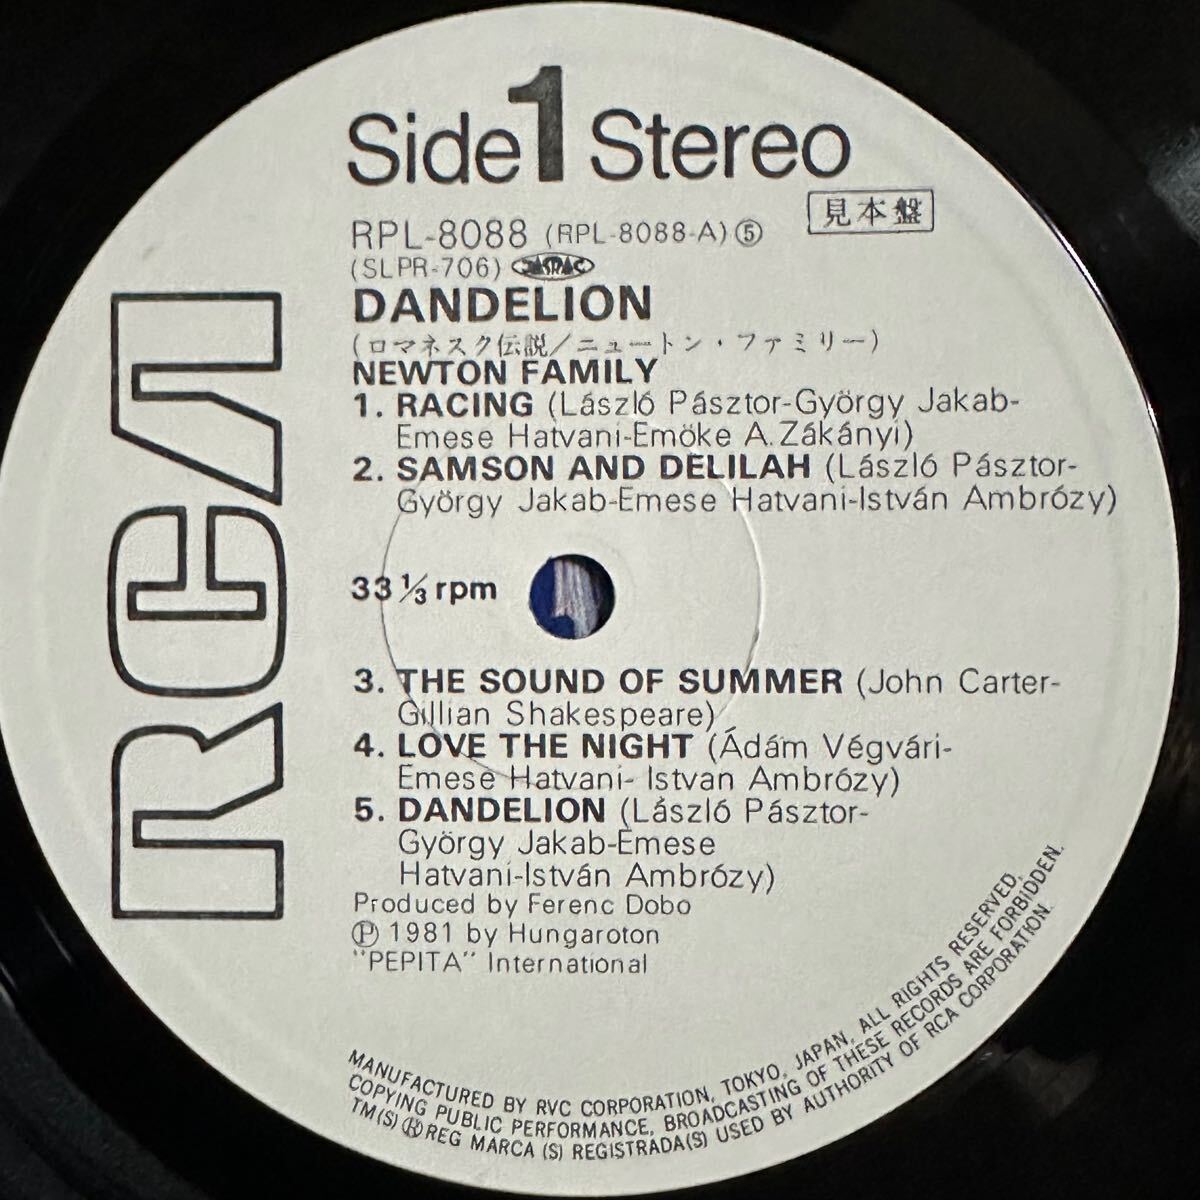 Side 1 Stereo
見本盤
RPL-8088 (RPL-8088-A) ⑤
(SLPR-706) JASRAC
DANDELION
(ロマネスク伝説/ニュートン・ファミリー)
NEWTON FAMILY
1. RACING (László Pásztor-György Jakab-
Emese Hatvani-Emöke A. Zákányi)
2. SAMSON AND DELILAH (László Pásztor-
György Jakab-Emese Hatvani-István Ambrózy)
33 1/3 rpm
3. THE SOUND OF SUMMER (John Carter-
Gillian Shakespeare)
4. LOVE THE NIGHT (Ádám Végvári-
Emese Hatvani- Istvan Ambrózy)
5. DANDELION (László Pásztor-
György Jakab-Emese
Hatvani-István Ambrózy)
Produced by Ferenc Dobo
Ⓟ 1981 by Hungaroton
"PEPITA" International
RCA
MANUFACTURED BY RVC CORPORATION, TOKYO, JAPAN, ALL RIGHTS RESERVED,
COPYING PUBLIC PERFORMANCE, BROADCASTING OF THESE RECORDS ARE FORBIDDEN.
TM(S) Ⓗ REG MARCA (S) REGISTRADA(S) USED BY AUTHORITY OF RCA CORPORATION.